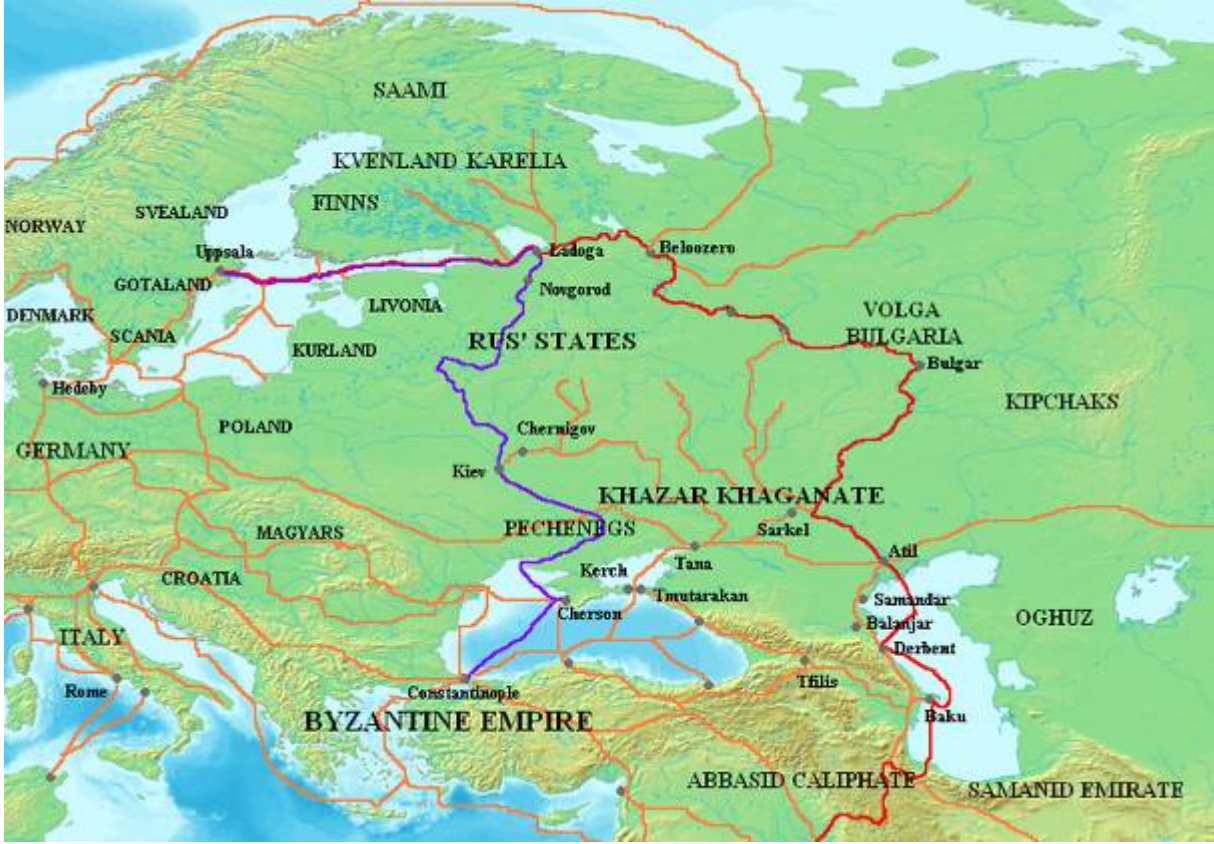 SAAMI
KVENLAND KARELIA
FINNS
SVEALAND
NORWAY
Uppsala
Ladoga
Beloozero
GOTALAND
Novgorod
LIVONIA
DENMARK
SCANIA
VOLGA
BULGARIA
RUS' STATES
KURLAND
Bulgar
Hedeby
KIPCHAKS
POLAND
Chernigov
GERMANY
Kiev
KHAZAR KHAGANATE
PECHENEGS
Sarkel
MAGYARS
Atil
Tana
Kerch
CROATIA
Tmutarakan
Samandar
Cherson
OGHUZ
Balanjar
ITALY
Derbent
Tfilis
Rome
Constantinople
Baku
BYZANTINE EMPIRE
ABBASID CALIPHATE
SAMANID EMIRATE